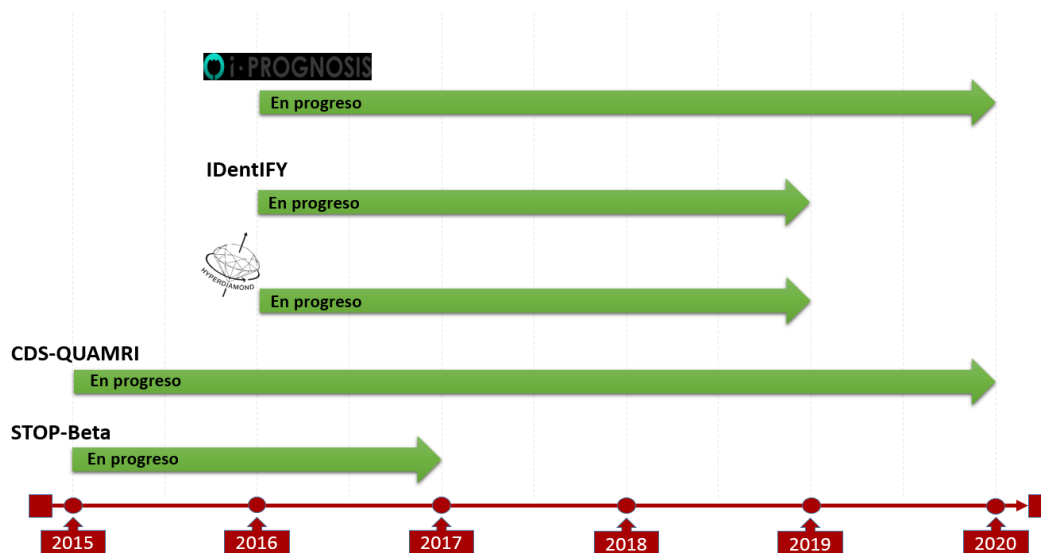 i-PROGNOSIS
En progreso
IDentIFY
En progreso
HYPERDIAMOND
En progreso
CDS-QUAMRI
En progreso
STOP-Beta
En progreso
2015 2016 2017 2018 2019 2020